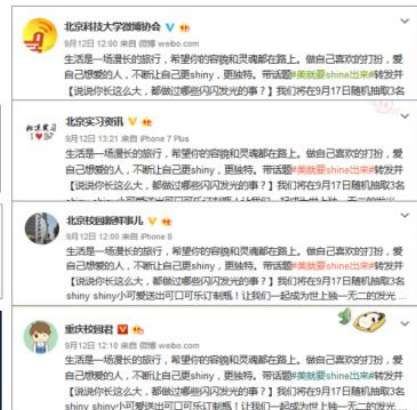 北京科技大学微博协会
9月12日 12:00 来自 微博 weibo.com
生活是一场漫长的旅行，希望你的容貌和灵魂都在路上。做自己喜欢的打扮，爱
自己想爱的人，不断让自己更shiny，更独特。带话题#美就要shine出来#转发并
【说说你长这么大，都做过哪些闪闪发光的事？】我们将在9月17日随机抽取3名
北京实习资讯
9月12日 13:21 来自 iPhone 7 Plus
生活是一场漫长的旅行，希望你的容貌和灵魂都在路上。做自己喜欢的打扮，爱
自己想爱的人，不断让自己更shiny，更独特。带话题#美就要shine出来#转发并
【说说你长这么大，都做过哪些闪闪发光的事？】我们将在9月17日随机抽取3名
北京校园新鲜事儿
9月12日 12:00 来自 iPhone 8
生活是一场漫长的旅行，希望你的容貌和灵魂都在路上。做自己喜欢的打扮，爱
自己想爱的人，不断让自己更shiny，更独特。带话题#美就要shine出来#转发并
【说说你长这么大，都做过哪些闪闪发光的事？】我们将在9月17日随机抽取3名
shiny shiny小可爱送出可口可乐订制瓶！让我们一起成为世上独一无二的发光...
重庆校园君
9月12日 12:10 来自 微博 weibo.com
生活是一场漫长的旅行，希望你的容貌和灵魂都在路上。做自己喜欢的打扮，爱
自己想爱的人，不断让自己更shiny，更独特。带话题#美就要shine出来#转发并
【说说你长这么大，都做过哪些闪闪发光的事？】我们将在9月17日随机抽取3名
shiny shiny小可爱送出可口可乐订制瓶！让我们一起成为世上独一无二的发光